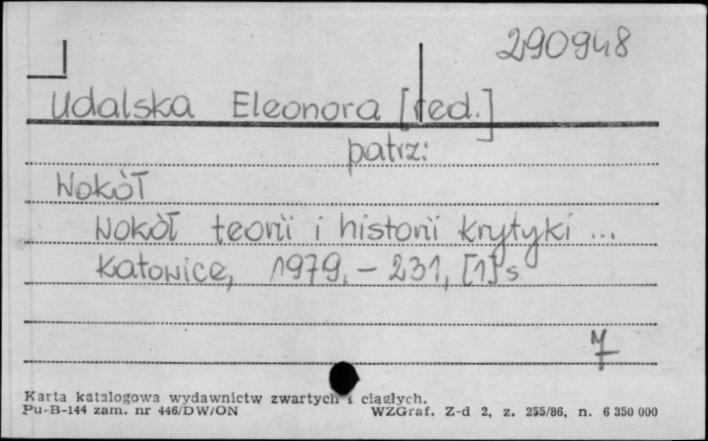 290948
Udalska Eleonora [red.]
patrz:
Wokół
Wokół teorii i historii krytyki ...
Katowice, 1979. – 231, [1] s.
Karta katalogowa wydawnictw zwartych i ciągłych.
Pu-B-144 zam. nr 446/DW/ON WZGraf. Z-d 2, z. 255/86, n. 6 350 000